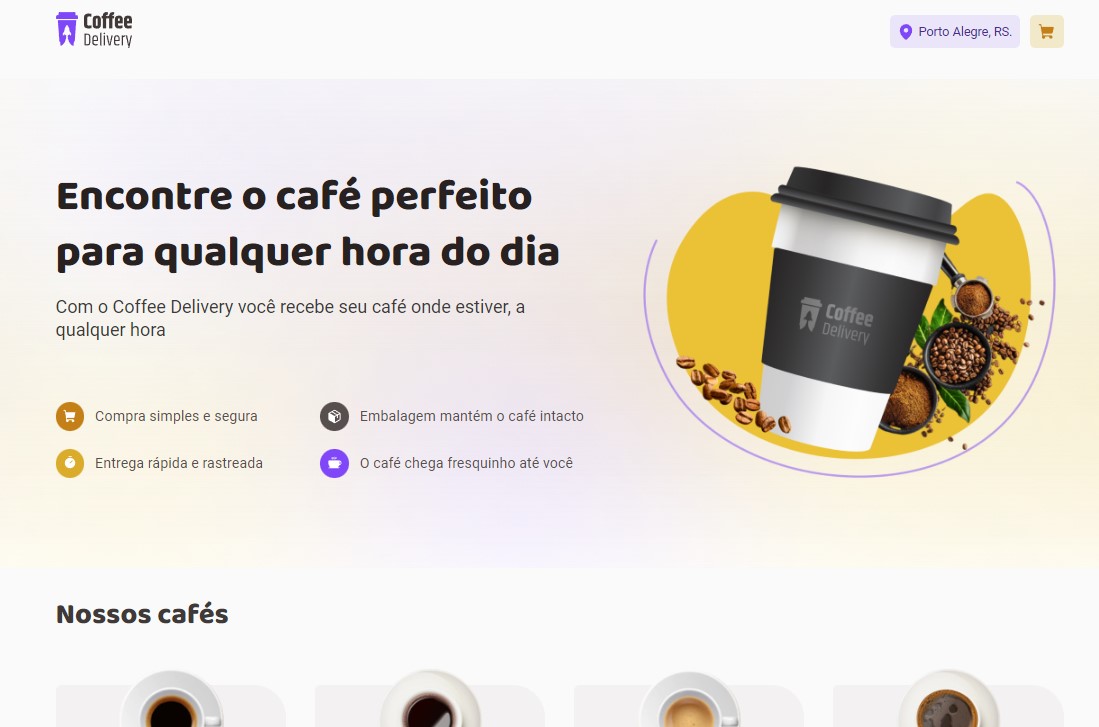 Coffee
Delivery
Porto Alegre, RS.
Encontre o café perfeito
para qualquer hora do dia
Com o Coffee Delivery você recebe seu café onde estiver, a
qualquer hora
Coffee
Delivery
Compra simples e segura
Embalagem mantém o café intacto
Entrega rápida e rastreada
O café chega fresquinho até você
Nossos cafés